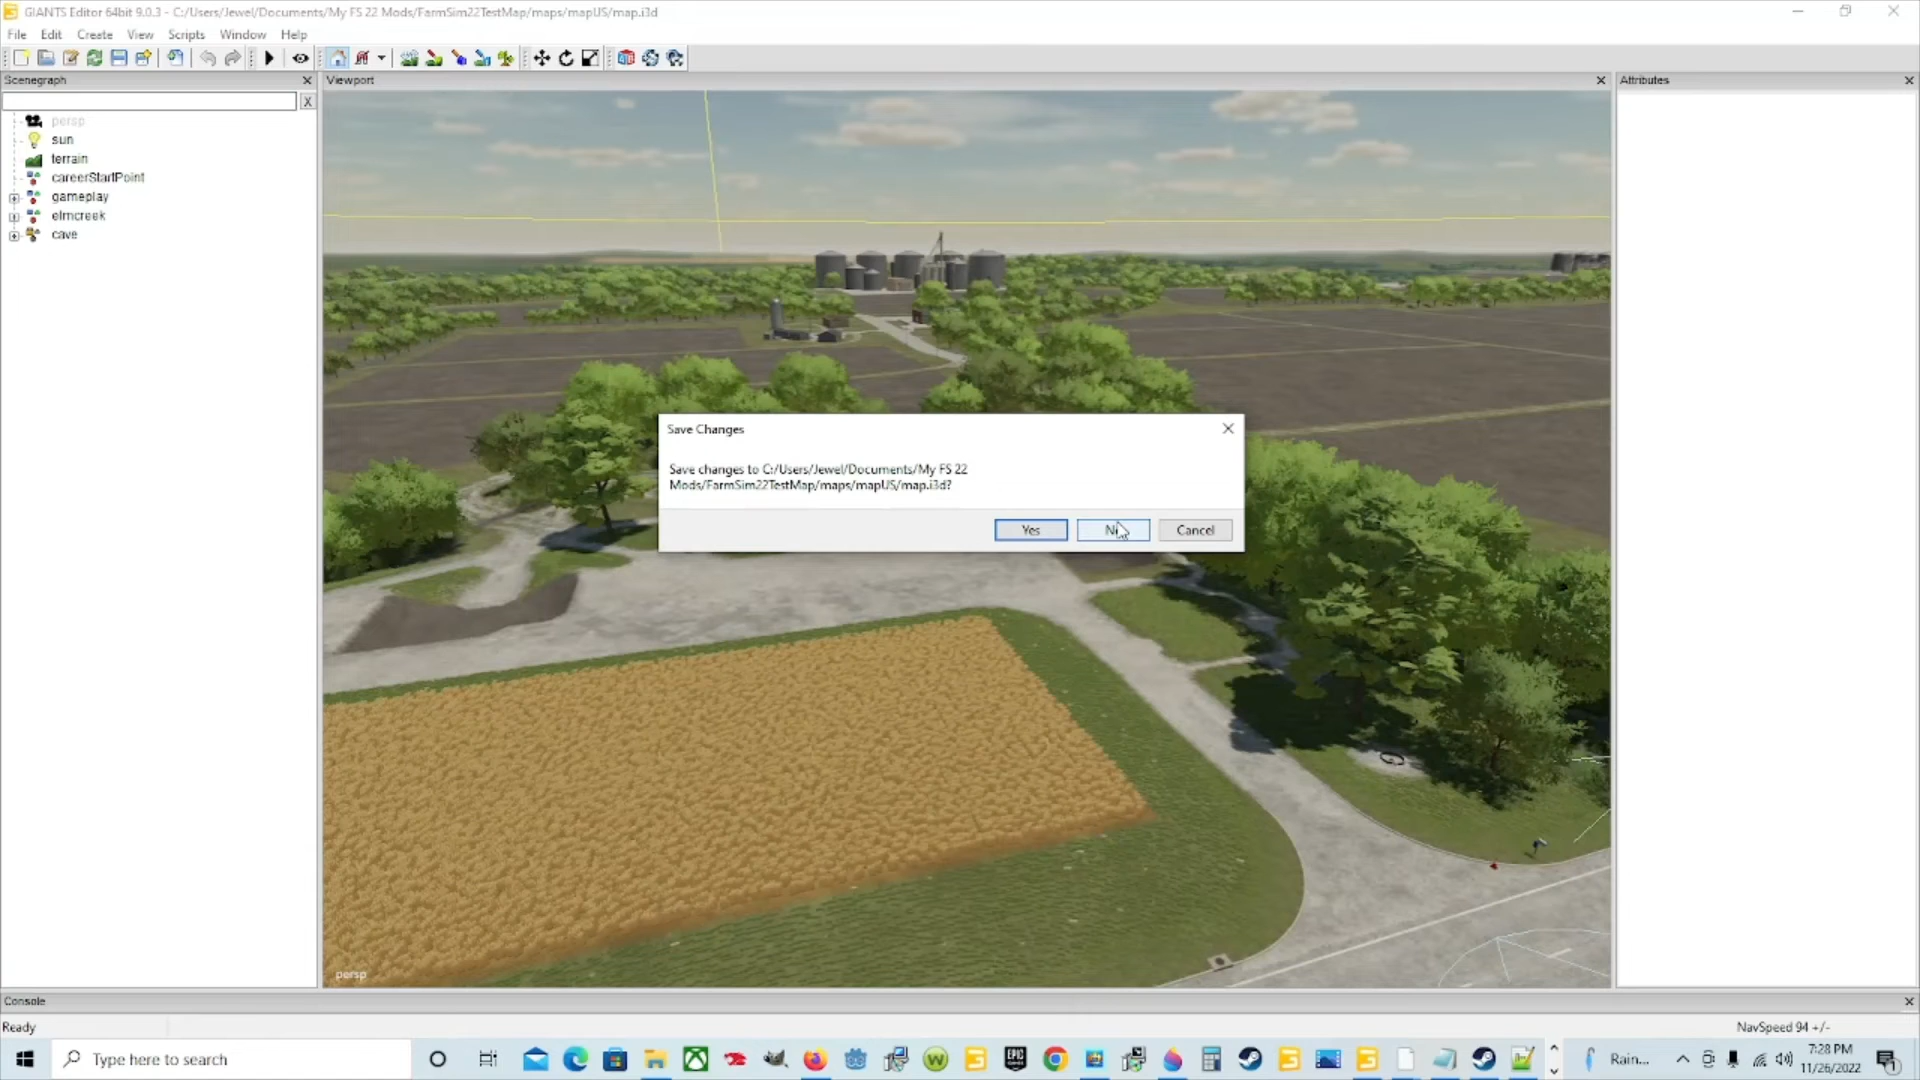 GIANTS Editor 64bit 9.0.3 - C:/Users/Jewel/Documents/My FS 22 Mods/FarmSim22TestMap/maps/mapUS/map.i3d
File Edit Create View Scripts Window Help
Scenegraph
Viewport
Attributes
X
persp
sun
terrain
careerStartPoint
gameplay
elmcreek
cave
Save Changes
Save changes to C:/Users/Jewel/Documents/My FS 22
Mods/FarmSim22TestMap/maps/mapUS/map.i3d?
Yes
Cancel
persp
Console
Ready
NavSpeed 94 +/-
Type here to search
EPIC
Rain...
7:28 PM
11/26/2022